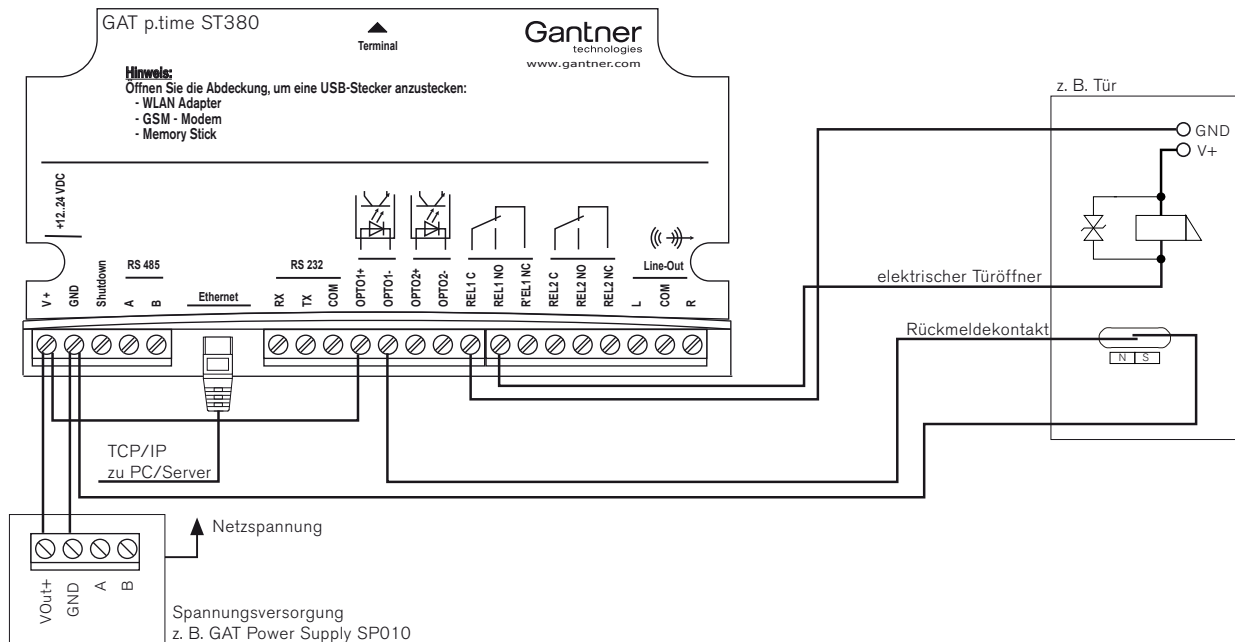 GAT p.time ST380
Terminal
Gantner
technologies
www.gantner.com
Hinweis:
Öffnen Sie die Abdeckung, um eine USB-Stecker anzustecken:
- WLAN Adapter
- GSM - Modem
- Memory Stick
z. B. Tür
GND
V+
+12..24 VDC
RS 485
Ethernet
RS 232
Line-Out
V +
GND
Shutdown
A
B
RX
TX
COM
OPTO1+
OPTO1-
OPTO2+
OPTO2-
REL1 C
REL1 NO
R'EL1 NC
REL2 C
REL2 NO
REL2 NC
L
COM
R
elektrischer Türöffner
Rückmeldekontakt
N S
TCP/IP
zu PC/Server
Netzspannung
VOut+
GND
A
B
Spannungsversorgung
z. B. GAT Power Supply SP010